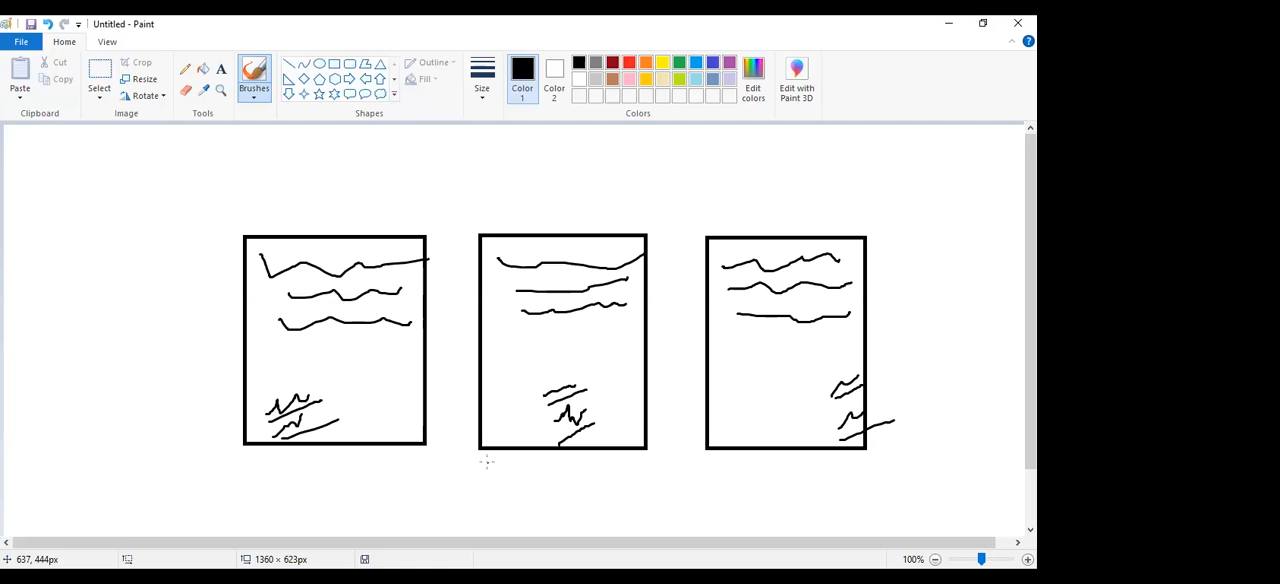 Untitled - Paint
File Home View
Paste Cut Copy Clipboard
Select Crop Resize Rotate Image
Tools
Brushes
Outline Fill Shapes
Size
Color 1 Color 2 Edit colors Colors
Edit with Paint 3D
637, 444px 1360 × 623px 100%